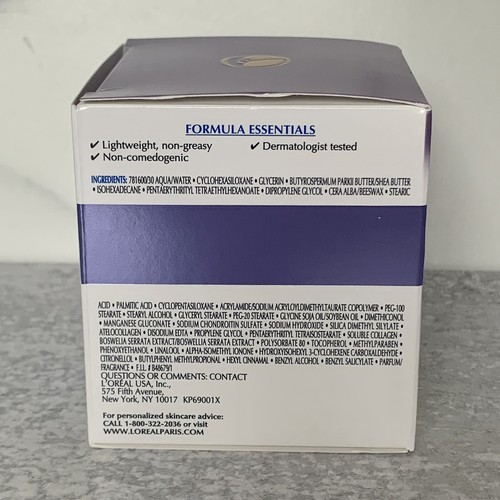 FORMULA ESSENTIALS
✔ Lightweight, non-greasy ✔ Dermatologist tested
✔ Non-comedogenic
INGREDIENTS: 781600/30 AQUA/WATER • CYCLOHEXASILOXANE • GLYCERIN • BUTYROSPERMUM PARKII BUTTER/SHEA BUTTER
• ISOHEXADECANE • PENTAERYTHRITYL TETRAETHYLHEXANOATE • DIPROPYLENE GLYCOL • CERA ALBA/BEESWAX • STEARIC
ACID • PALMITIC ACID • CYCLOPENTASILOXANE • ACRYLAMIDE/SODIUM ACRYLOYLDIMETHYLTAURATE COPOLYMER • PEG-100
STEARATE • STEARYL ALCOHOL • GLYCERYL STEARATE • PEG-20 STEARATE • GLYCINE SOJA OIL/SOYBEAN OIL • DIMETHICONOL
• MANGANESE GLUCONATE • SODIUM CHONDROITIN SULFATE • SODIUM HYDROXIDE • SILICA DIMETHYL SILYLATE •
ATELOCOLLAGEN • DISODIUM EDTA • PROPYLENE GLYCOL • PENTAERYTHRITYL TETRAISOSTEARATE • SOLUBLE COLLAGEN •
BOSWELLIA SERRATA EXTRACT/BOSWELLIA SERRATA EXTRACT • POLYSORBATE 80 • TOCOPHEROL • METHYLPARABEN •
PHENOXYETHANOL • LINALOOL • ALPHA-ISOMETHYL IONONE • HYDROXYISOHEXYL 3-CYCLOHEXENE CARBOXALDEHYDE •
CITRONELLOL • BUTYLPHENYL METHYLPROPIONAL • HEXYL CINNAMAL • BENZYL ALCOHOL • BENZYL SALICYLATE • PARFUM/
FRAGRANCE • F.I.L. # B48679/1
QUESTIONS OR COMMENTS: CONTACT
L'ORÉAL USA, Inc.,
575 Fifth Avenue,
New York, NY 10017 KP69001X
For personalized skincare advice:
CALL 1-800-322-2036 or visit
WWW.LOREALPARIS.COM